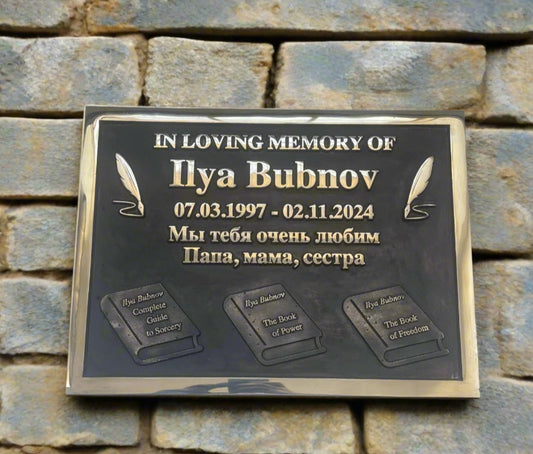 IN LOVING MEMORY OF
Ilya Bubnov
07.03.1997 - 02.11.2024
Мы тебя очень любим
Папа, мама, сестра
Ilya Bubnov
Complete
Guide
to Sorcery
Ilya Bubnov
The Book
of Power
Ilya Bubnov
The Book
of Freedom